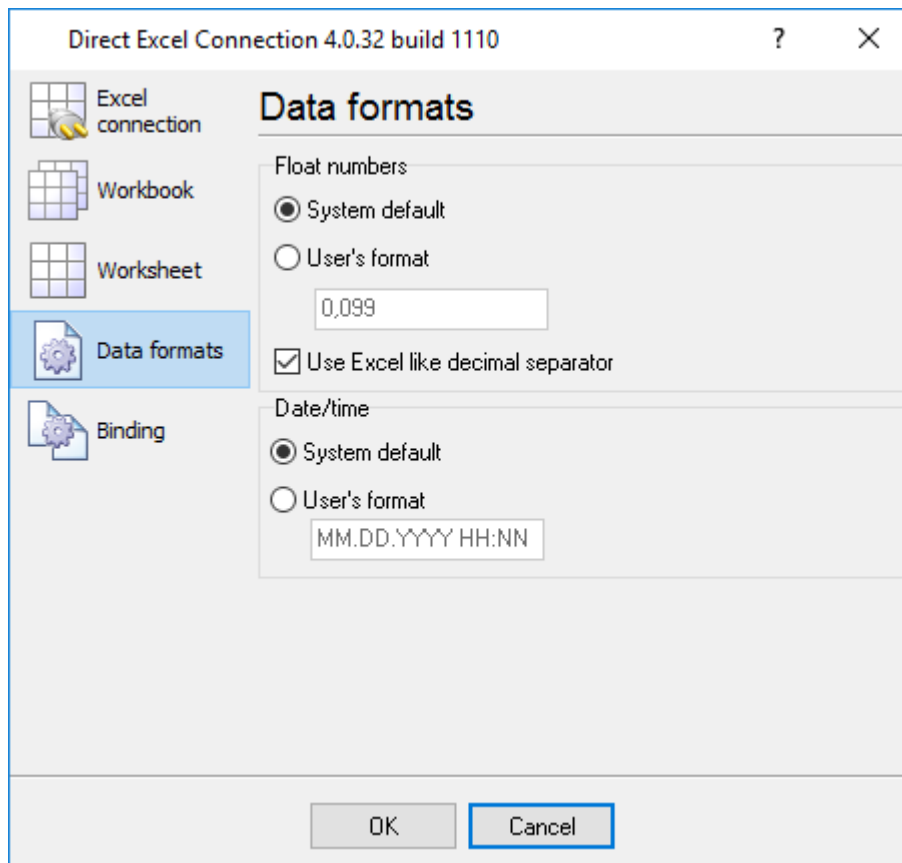 Direct Excel Connection 4.0.32 build 1110
?
Excel
connection
Workbook
Worksheet
Data formats
Binding
Data formats
Float numbers
System default
User's format
0,099
Use Excel like decimal separator
Date/time
System default
User's format
MM.DD.YYYY HH:NN
OK
Cancel